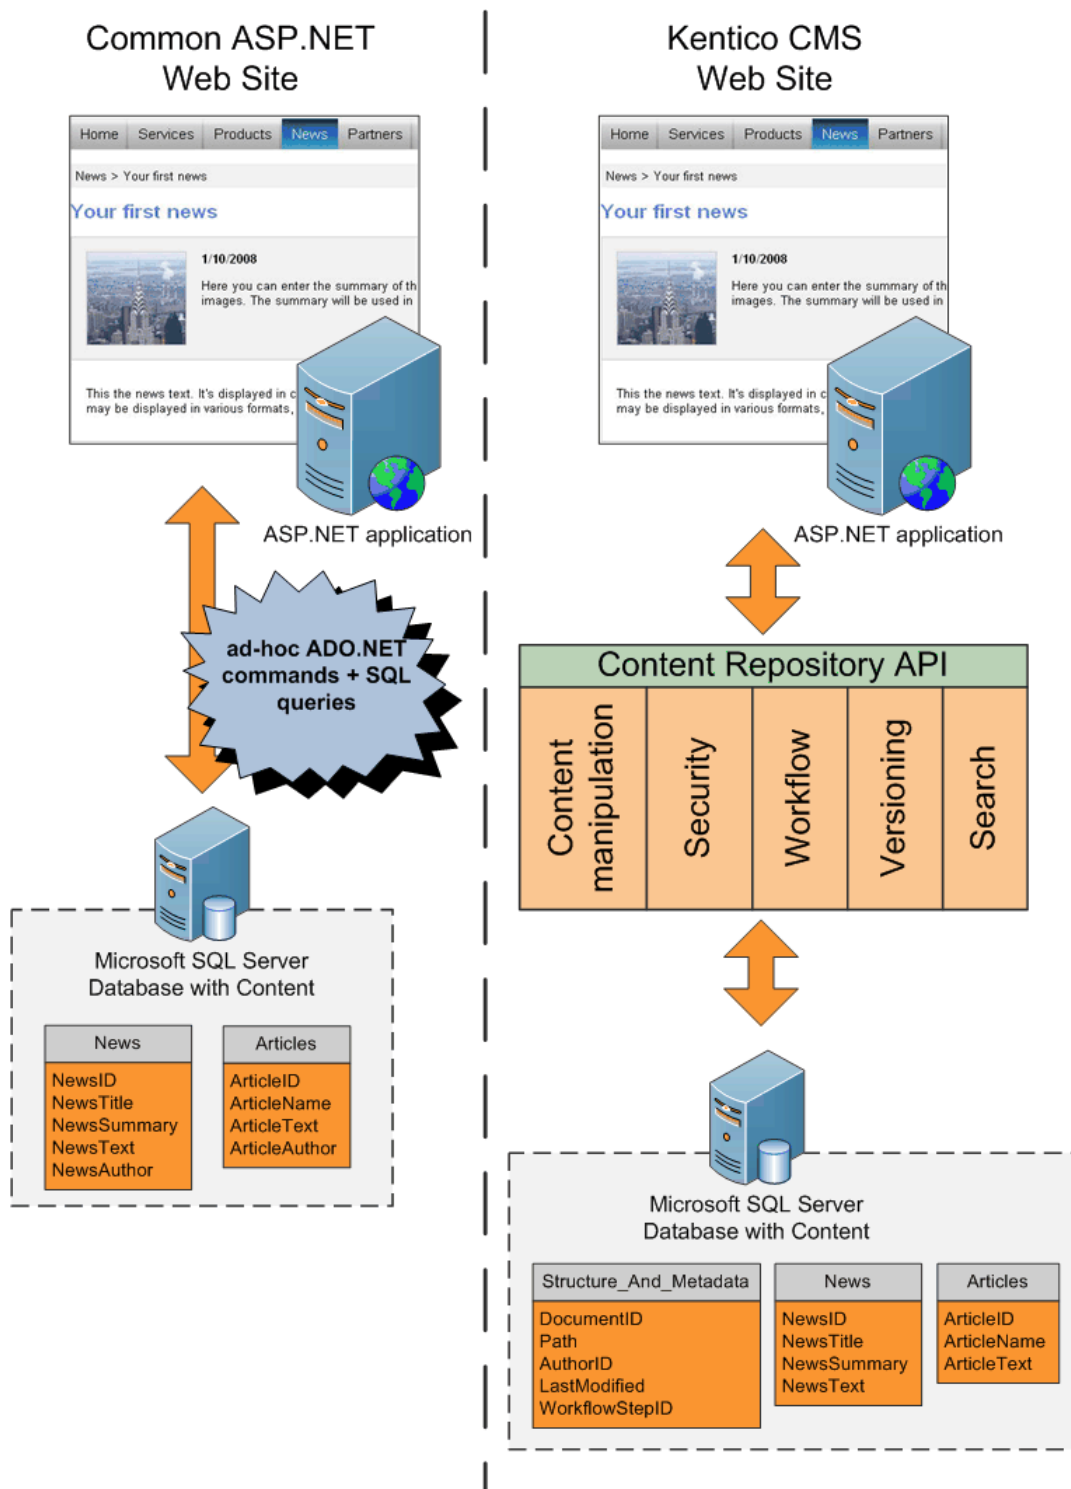 Common ASP.NET
Web Site
Home Services Products News Partners
News > Your first news
Your first news
1/10/2008
Here you can enter the summary of th
images. The summary will be used in
This the news text. It's displayed in c
may be displayed in various formats,
ASP.NET application
ad-hoc ADO.NET
commands + SQL
queries
Microsoft SQL Server
Database with Content
News
NewsID
NewsTitle
NewsSummary
NewsText
NewsAuthor
Articles
ArticleID
ArticleName
ArticleText
ArticleAuthor
Kentico CMS
Web Site
Home Services Products News Partners
News > Your first news
Your first news
1/10/2008
Here you can enter the summary of th
images. The summary will be used in
This the news text. It's displayed in c
may be displayed in various formats,
ASP.NET application
Content Repository API
Content
manipulation
Security
Workflow
Versioning
Search
Microsoft SQL Server
Database with Content
Structure_And_Metadata
DocumentID
Path
AuthorID
LastModified
WorkflowStepID
News
NewsID
NewsTitle
NewsSummary
NewsText
Articles
ArticleID
ArticleName
ArticleText